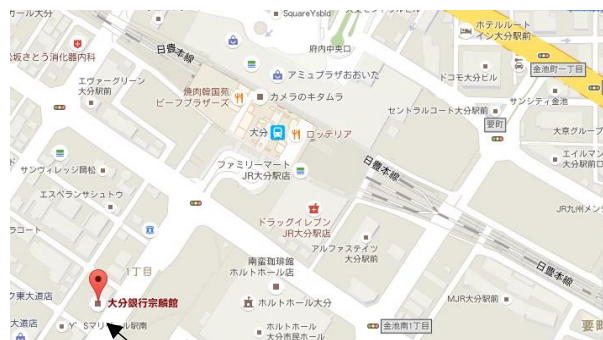 SquareYsbld
ホテルルート
イン大分駅前
府内中央口
日豊本線
松坂さとう消化器内科
アミュプラザおおいた
ドコモ大分ビル
金池町一丁目
エヴァーグリーン
大分駅前
焼肉韓国苑
ビーフブラザーズ
カメラのキタムラ
サンシティ金池
セントラルコート大分駅前
要町
大分
ロッテリア
大京グループ
ファミリーマート
JR大分駅店
日豊本線
エイルマン
大分駅前
サンヴィレッジ岡松
エスペランサシュトウ
ドラッグイレブン
JR大分駅店
JR九州メン
アルファステイツ
大分駅前
南蛮珈琲館
ホルトホール店
日豊本線
1丁目
ク東大道店
大分銀行宗麟館
ホルトホール大分
MJR大分駅前
大道店
ホルトホール
大分市民ホール
金池南1丁目
要町